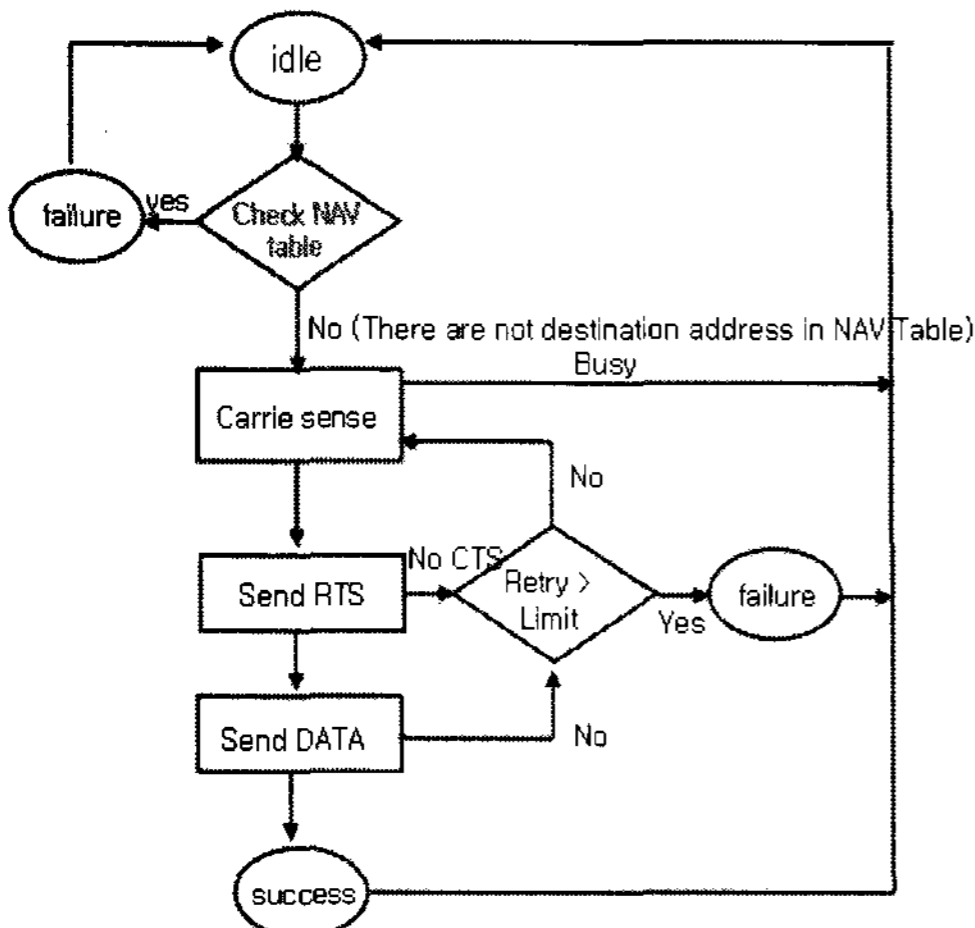 idle
failure
yes
Check NAV
table
No (There are not destination address in NAV Table)
Busy
Carrie sense
No
No CTS
Send RTS
Retry >
Limit
Yes
failure
Send DATA
No
success